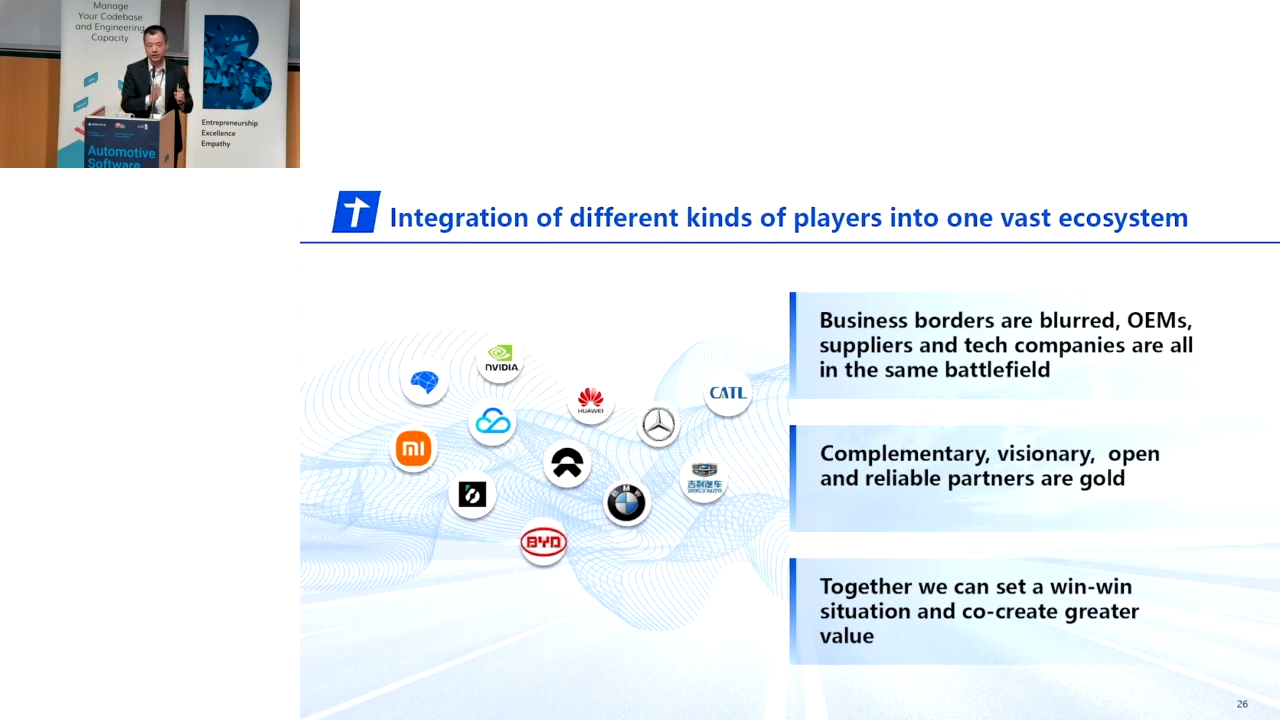 Manage
Your Codebase
and Engineering
Capacity
Entrepreneurship
Excellence
Empathy
Automotive
Software
Integration of different kinds of players into one vast ecosystem
NVIDIA
HUAWEI
CATL
mi
BMW
吉利汽车
GEELY AUTO
BYD
Business borders are blurred, OEMs,
suppliers and tech companies are all
in the same battlefield
Complementary, visionary, open
and reliable partners are gold
Together we can set a win-win
situation and co-create greater
value
26